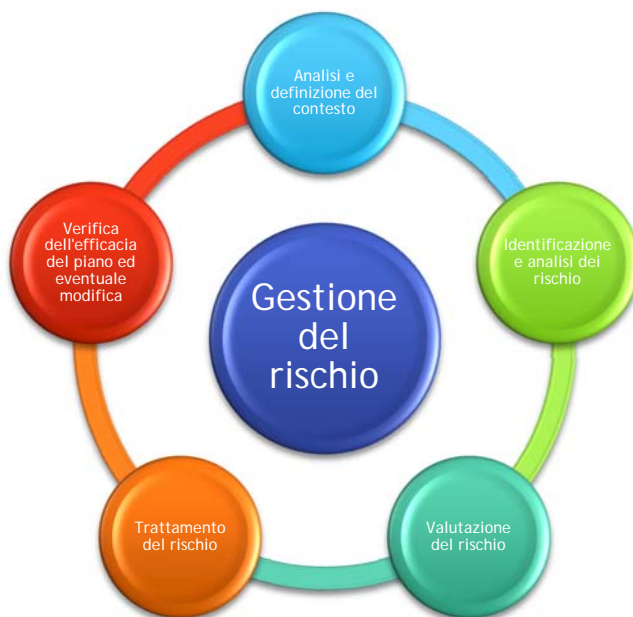 Analisi e
definizione del
contesto
Identificazione
e analisi del
rischio
Valutazione
del rischio
Trattamento
del rischio
Verifica
dell'efficacia
del piano ed
eventuale
modifica
Gestione
del
rischio